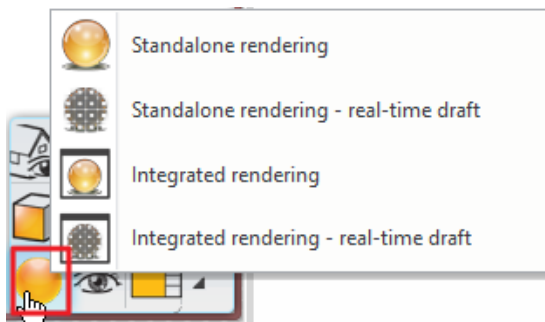 Standalone rendering
Standalone rendering - real-time draft
Integrated rendering
Integrated rendering - real-time draft